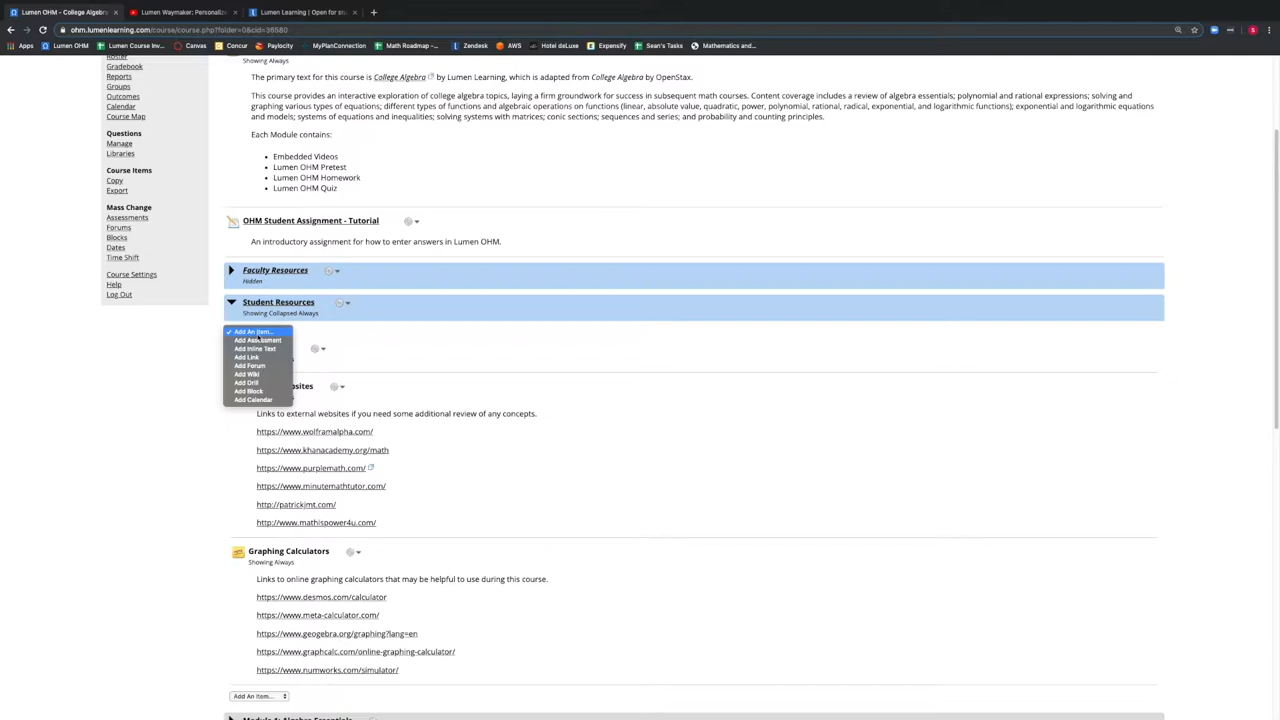 Lumen OHM - College Algebra
Lumen Waymaker: Personaliz
Lumen Learning | Open for stu
ohm.lumenlearning.com/course/course.php?folder=0&cid=36580
Apps
Lumen OHM
Lumen Course Inv...
Canvas
Concur
Paylocity
MyPlanConnection
Math Roadmap –...
Zendesk
AWS
Hotel deLuxe
Expensify
Sean's Tasks
Mathematics and...
Roster
Gradebook
Reports
Groups
Outcomes
Calendar
Course Map
Questions
Manage
Libraries
Course Items
Copy
Export
Mass Change
Assessments
Forums
Blocks
Dates
Time Shift
Course Settings
Help
Log Out
Showing Always
The primary text for this course is College Algebra by Lumen Learning, which is adapted from College Algebra by OpenStax.
This course provides an interactive exploration of college algebra topics, laying a firm groundwork for success in subsequent math courses. Content coverage includes a review of algebra essentials; polynomial and rational expressions; solving and
graphing various types of equations; different types of functions and algebraic operations on functions (linear, absolute value, quadratic, power, polynomial, rational, radical, exponential, and logarithmic functions); exponential and logarithmic equations
and models; systems of equations and inequalities; solving systems with matrices; conic sections; sequences and series; and probability and counting principles.
Each Module contains:
• Embedded Videos
• Lumen OHM Pretest
• Lumen OHM Homework
• Lumen OHM Quiz
OHM Student Assignment - Tutorial
An introductory assignment for how to enter answers in Lumen OHM.
Faculty Resources
Hidden
Student Resources
Showing Collapsed Always
✓ Add An Item...
Add Assessment
Add Inline Text
Add Link
Add Forum
Add Wiki
Add Drill
Add Block
Add Calendar
Links to external websites if you need some additional review of any concepts.
https://www.wolframalpha.com/
https://www.khanacademy.org/math
https://www.purplemath.com/
https://www.minutemathtutor.com/
http://patrickjmt.com/
http://www.mathispower4u.com/
Graphing Calculators
Showing Always
Links to online graphing calculators that may be helpful to use during this course.
https://www.desmos.com/calculator
https://www.meta-calculator.com/
https://www.geogebra.org/graphing?lang=en
https://www.graphcalc.com/online-graphing-calculator/
https://www.numworks.com/simulator/
Add An Item...
Module 1: Algebra Essentials